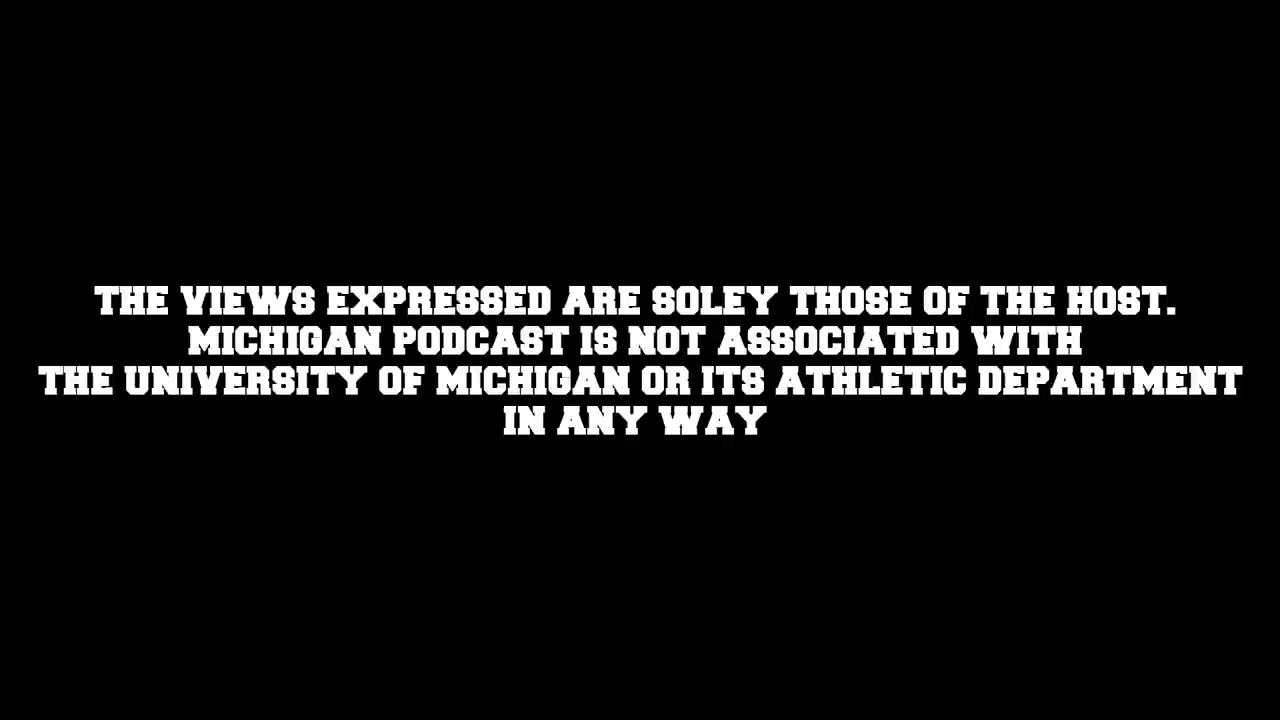 THE VIEWS EXPRESSED ARE SOLEY THOSE OF THE HOST.
MICHIGAN PODCAST IS NOT ASSOCIATED WITH
THE UNIVERSITY OF MICHIGAN OR ITS ATHLETIC DEPARTMENT
IN ANY WAY